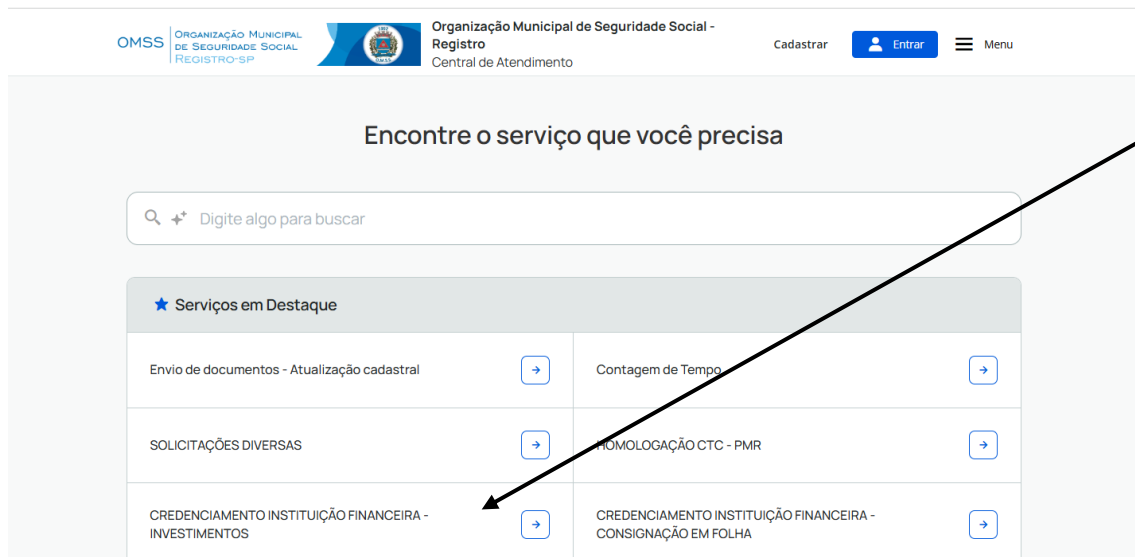 OMSS
ORGANIZAÇÃO MUNICIPAL
DE SEGURIDADE SOCIAL
REGISTRO-SP
Organização Municipal de Seguridade Social -
Registro
Central de Atendimento
Cadastrar
Entrar
Menu
Encontre o serviço que você precisa
Digite algo para buscar
Serviços em Destaque
Envio de documentos - Atualização cadastral
Contagem de Tempo
SOLICITAÇÕES DIVERSAS
HOMOLOGAÇÃO CTC - PMR
CREDENCIAMENTO INSTITUIÇÃO FINANCEIRA -
INVESTIMENTOS
CREDENCIAMENTO INSTITUIÇÃO FINANCEIRA -
CONSIGNAÇÃO EM FOLHA